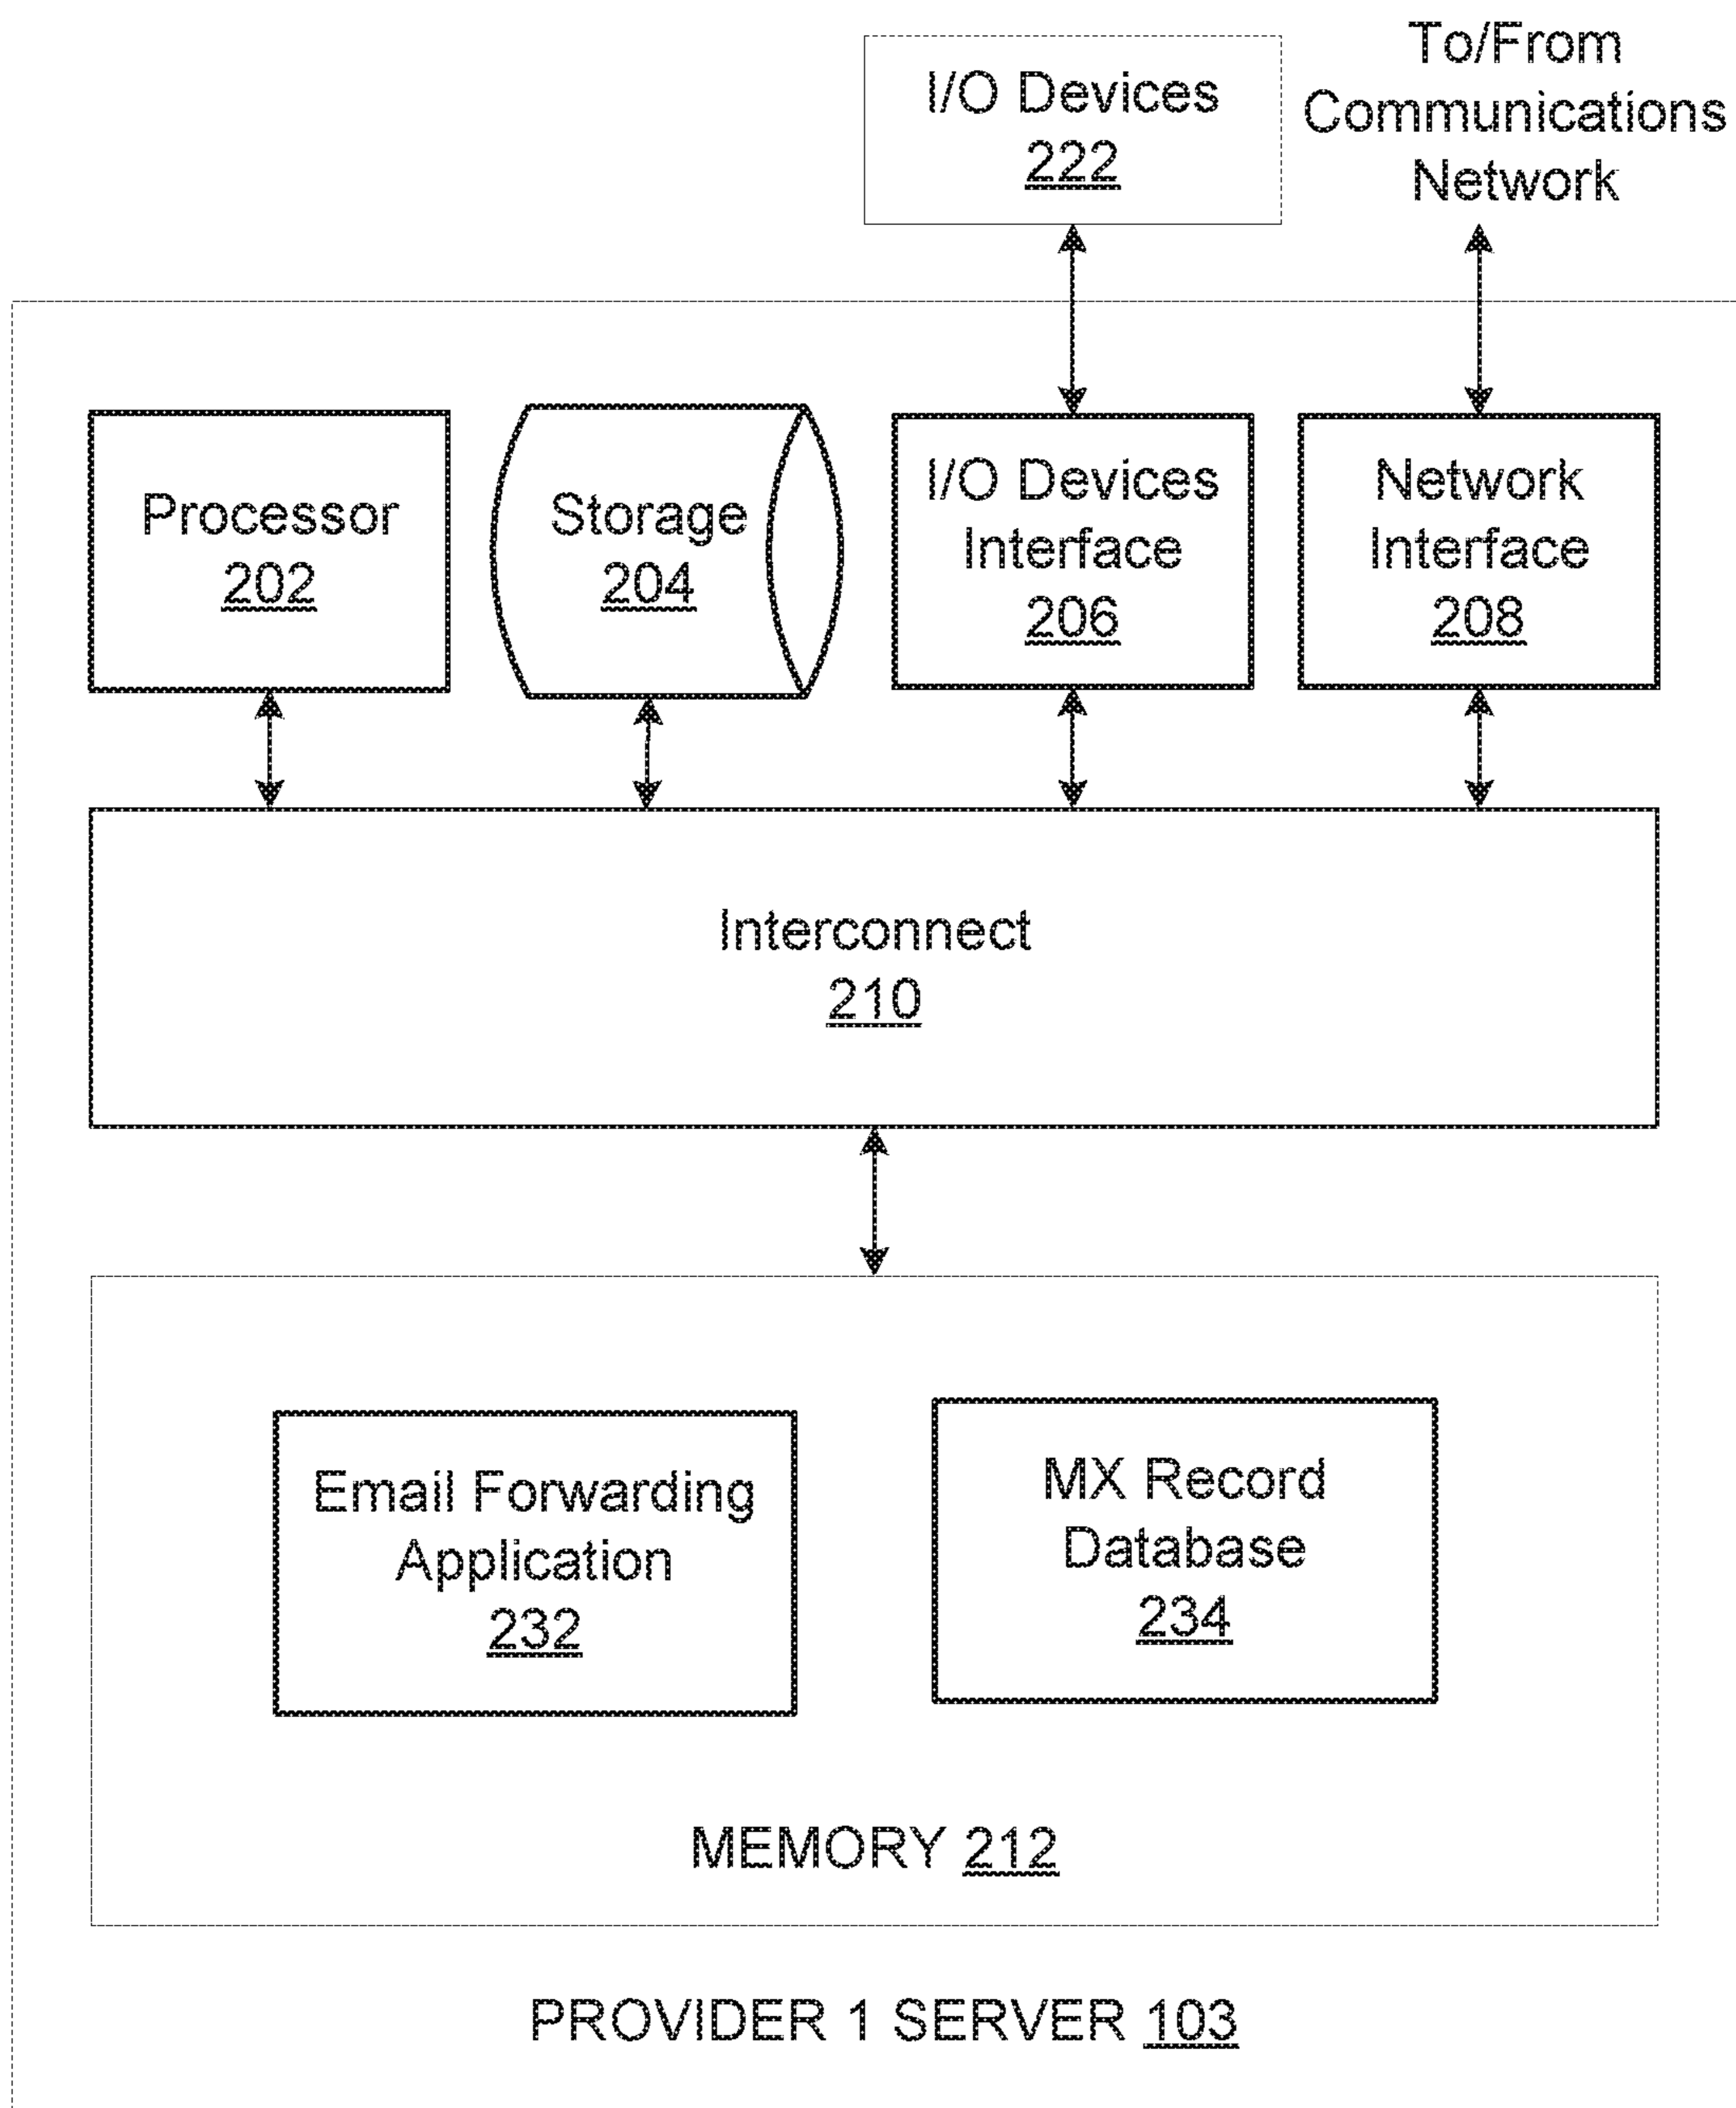 I/O Devices
222
To/From
Communications
Network
Processor
202
Storage
204
I/O Devices
Interface
206
Network
Interface
208
Interconnect
210
Email Forwarding
Application
232
MX Record
Database
234
MEMORY 212
PROVIDER 1 SERVER 103